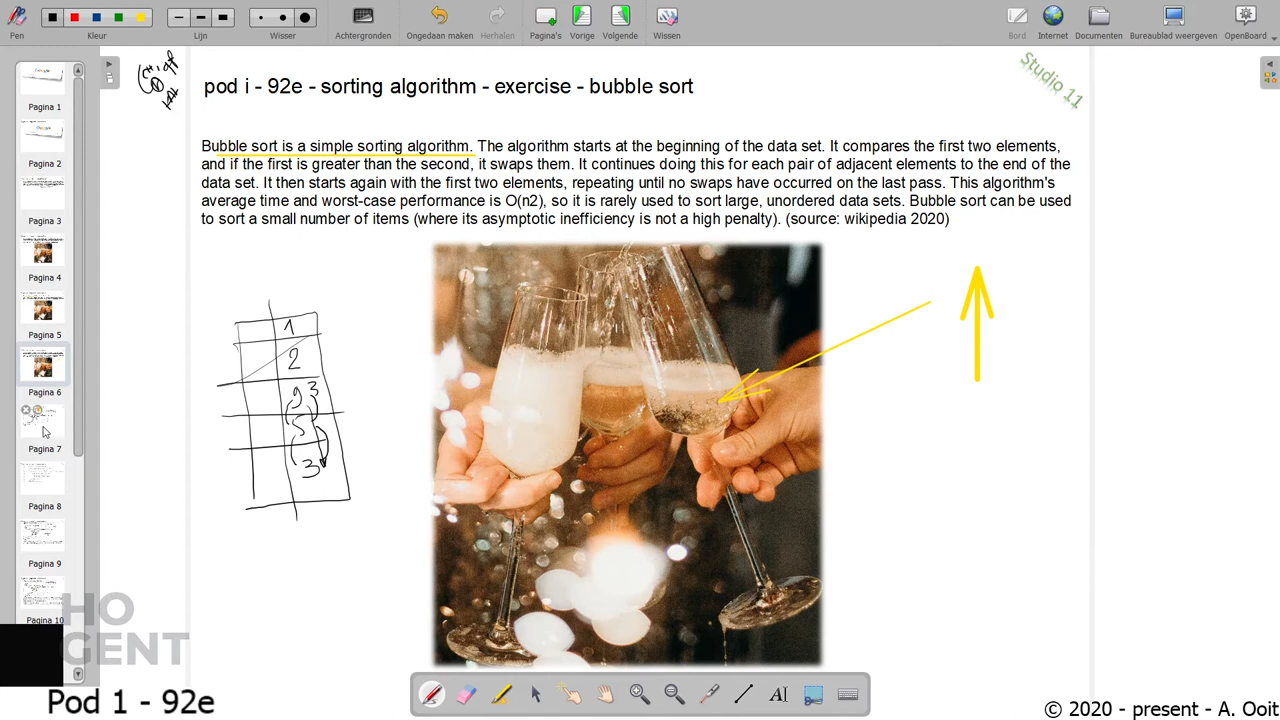 Pen
Kleur
Lijn
Wisser
Achtergronden
Ongedaan maken
Herhalen
Pagina's
Vorige
Volgende
Wissen
Bord
Internet
Documenten
Bureaublad weergeven
OpenBoard
Studio 11
pod i - 92e - sorting algorithm - exercise - bubble sort
Bubble sort is a simple sorting algorithm. The algorithm starts at the beginning of the data set. It compares the first two elements,
and if the first is greater than the second, it swaps them. It continues doing this for each pair of adjacent elements to the end of the
data set. It then starts again with the first two elements, repeating until no swaps have occurred on the last pass. This algorithm's
average time and worst-case performance is O(n2), so it is rarely used to sort large, unordered data sets. Bubble sort can be used
to sort a small number of items (where its asymptotic inefficiency is not a high penalty). (source: wikipedia 2020)
1
2
9 3
5
3
Pagina 1
Pagina 2
Pagina 3
Pagina 4
Pagina 5
Pagina 6
Pagina 7
Pagina 8
Pagina 9
Pagina 10
HO
GENT
AI
Pod 1 - 92e
© 2020 - present - A. Ooit